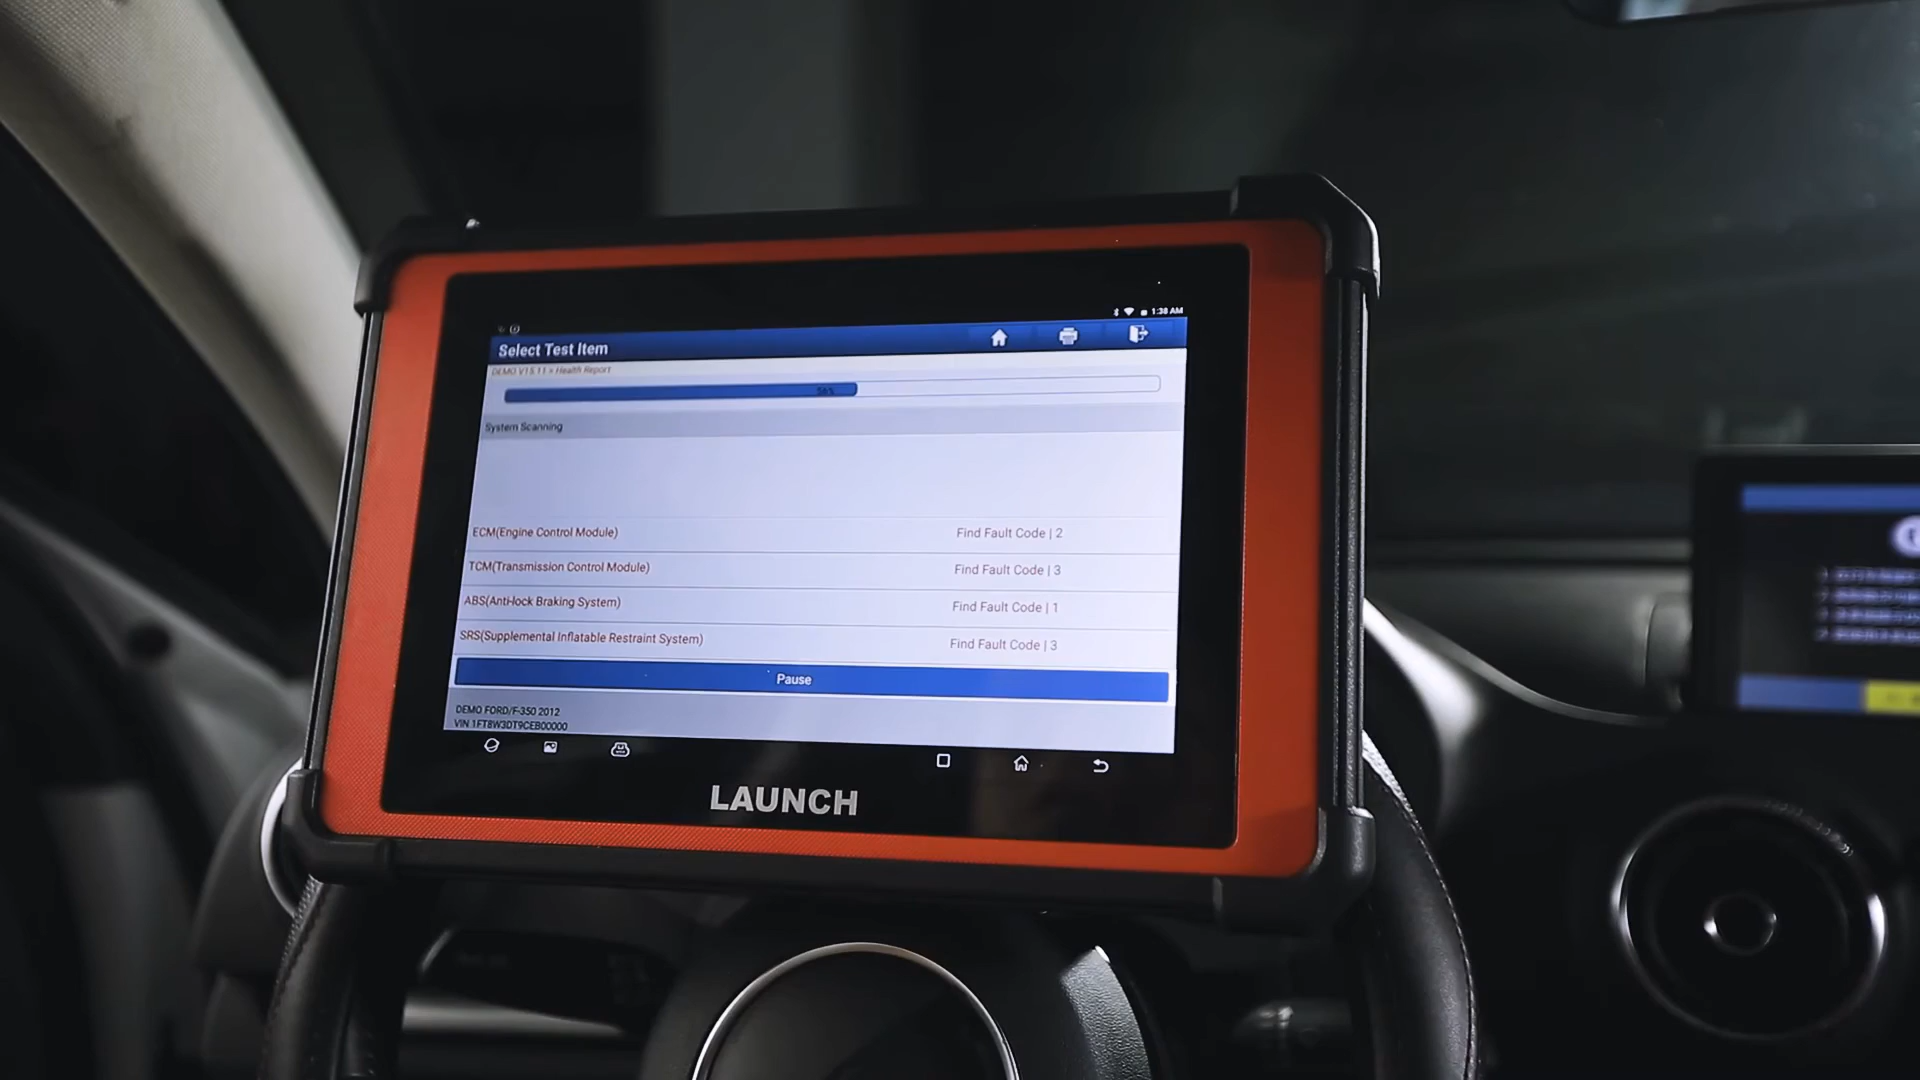 1:38 AM
Select Test Item
DEMO V15.11 > Health Report
56%
System Scanning
ECM(Engine Control Module) Find Fault Code | 2
TCM(Transmission Control Module) Find Fault Code | 3
ABS(Anti-lock Braking System) Find Fault Code | 1
SRS(Supplemental Inflatable Restraint System) Find Fault Code | 3
Pause
DEMO FORD/F-350 2012
VIN 1FT8W3DT9CEB00000
LAUNCH